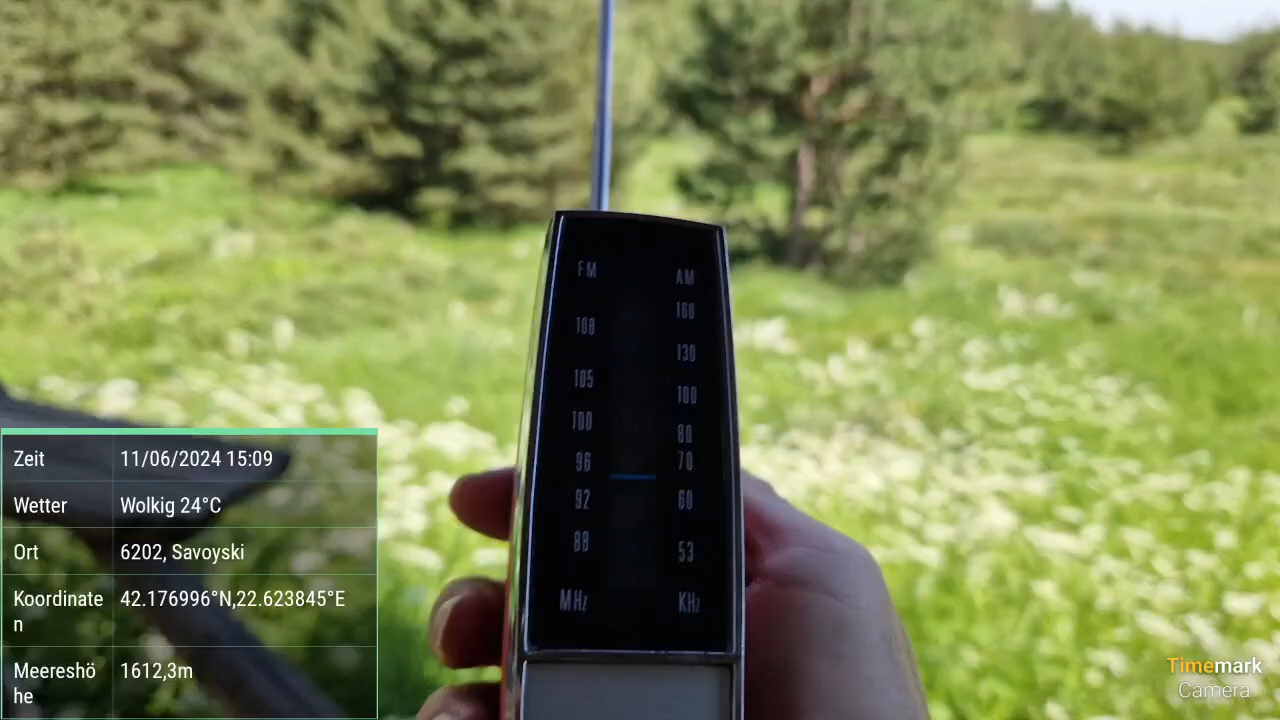 FM AM
108 160
105 130
100 100
96 80
92 70
88 60
53
MHz KHz
Zeit 11/06/2024 15:09
Wetter Wolkig 24°C
Ort 6202, Savoyski
Koordinate 42.176996°N,22.623845°E
n
Meereshö 1612,3m
he
Timemark
Camera